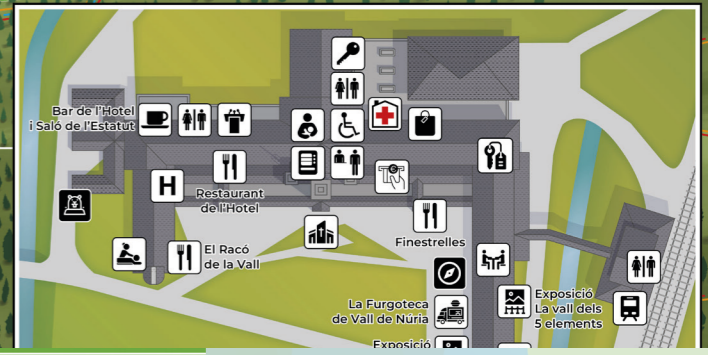 Bar de l'Hotel
i Saló de l'Estatut
H
Restaurant
de l'Hotel
El Racó
de la Vall
Finestrelles
La Furgoteca
de Vall de Núria
Exposició
La vall dels
5 elements
Exposició